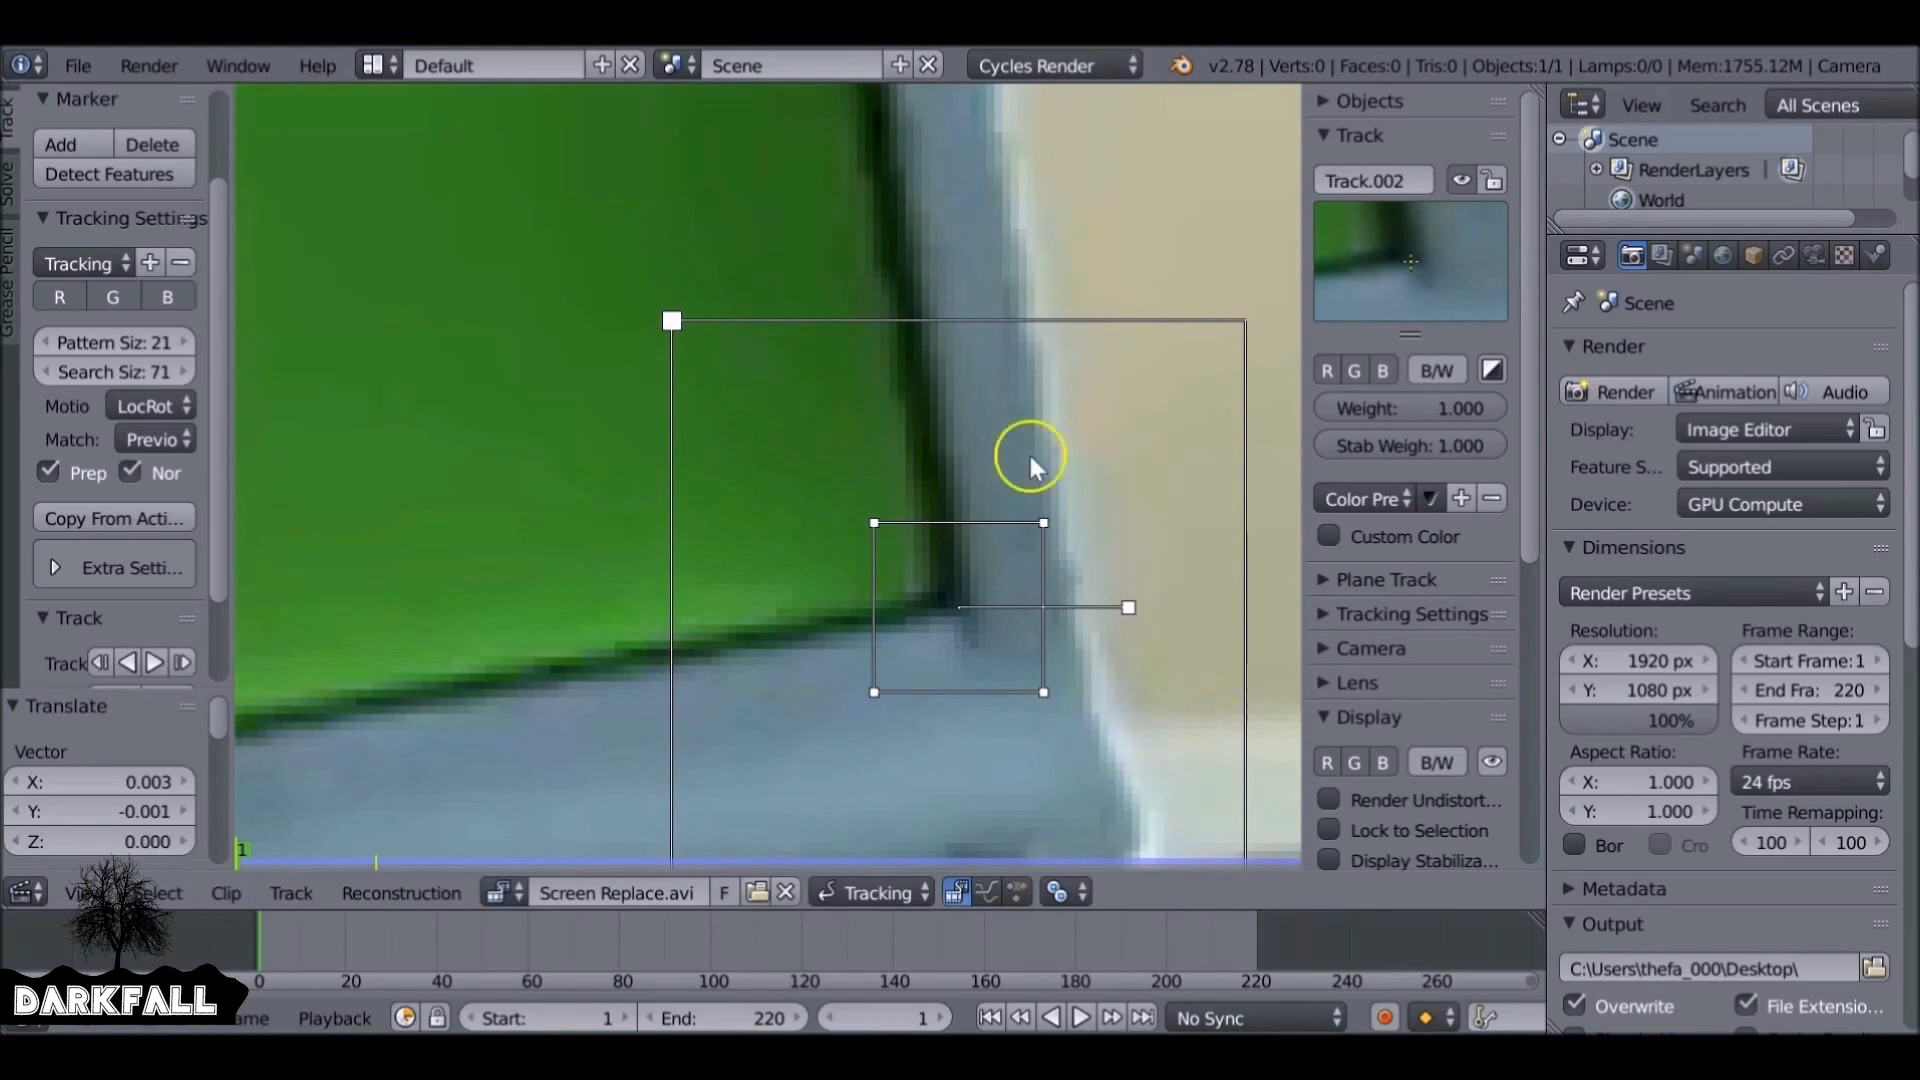 File Render Window Help Default Scene Cycles Render v2.78 | Verts:0 | Faces:0 | Tris:0 | Objects:1/1 | Lamps:0/0 | Mem:1755.12M | Camera
Track
Solve
Grease Pencil
Marker
Add Delete
Detect Features
Tracking Settings
Tracking
R G B
Pattern Siz: 21
Search Siz: 71
Motio LocRot
Match: Previo
Prep Nor
Copy From Acti...
Extra Setti...
Track
Track
Translate
Vector
X: 0.003
Y: -0.001
Z: 0.000
1
Objects
Track
Track.002
R G B B/W
Weight: 1.000
Stab Weigh: 1.000
Color Pre
Custom Color
Plane Track
Tracking Settings
Camera
Lens
Display
R G B B/W
Render Undistort...
Lock to Selection
Display Stabiliza...
Clip Track Reconstruction Screen Replace.avi F Tracking
0 20 40 60 80 100 120 140 160 180 200 220 240 260
Playback Start: 1 End: 220 1 No Sync
DARKFALL
View Search All Scenes
Scene
RenderLayers |
World
Scene
Render
Render Animation Audio
Display: Image Editor
Feature S... Supported
Device: GPU Compute
Dimensions
Render Presets
Resolution: Frame Range:
X: 1920 px Start Frame:1
Y: 1080 px End Fra: 220
100% Frame Step:1
Aspect Ratio: Frame Rate:
X: 1.000 24 fps
Y: 1.000 Time Remapping:
Bor Cro 100 100
Metadata
Output
C:\Users\thefa_000\Desktop\
Overwrite File Extensio...